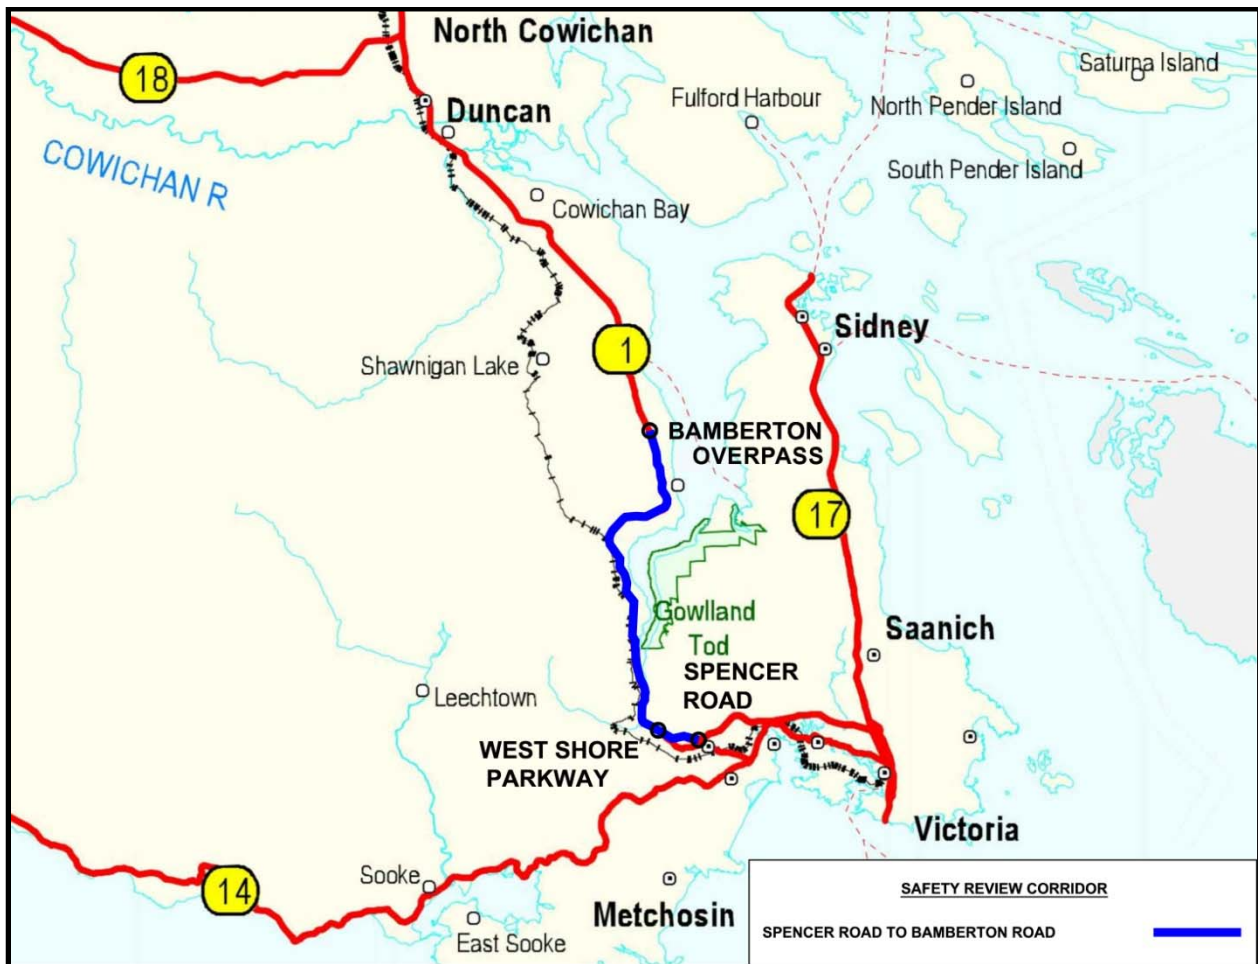 North Cowichan
Saturna Island
18
Fulford Harbour
North Pender Island
Duncan
COWICHAN R
South Pender Island
Cowichan Bay
Sidney
1
Shawnigan Lake
BAMBERTON
OVERPASS
17
Gowlland
Tod
Saanich
SPENCER
ROAD
Leechtown
WEST SHORE
PARKWAY
Victoria
Sooke
14
Metchosin
East Sooke
SAFETY REVIEW CORRIDOR
SPENCER ROAD TO BAMBERTON ROAD